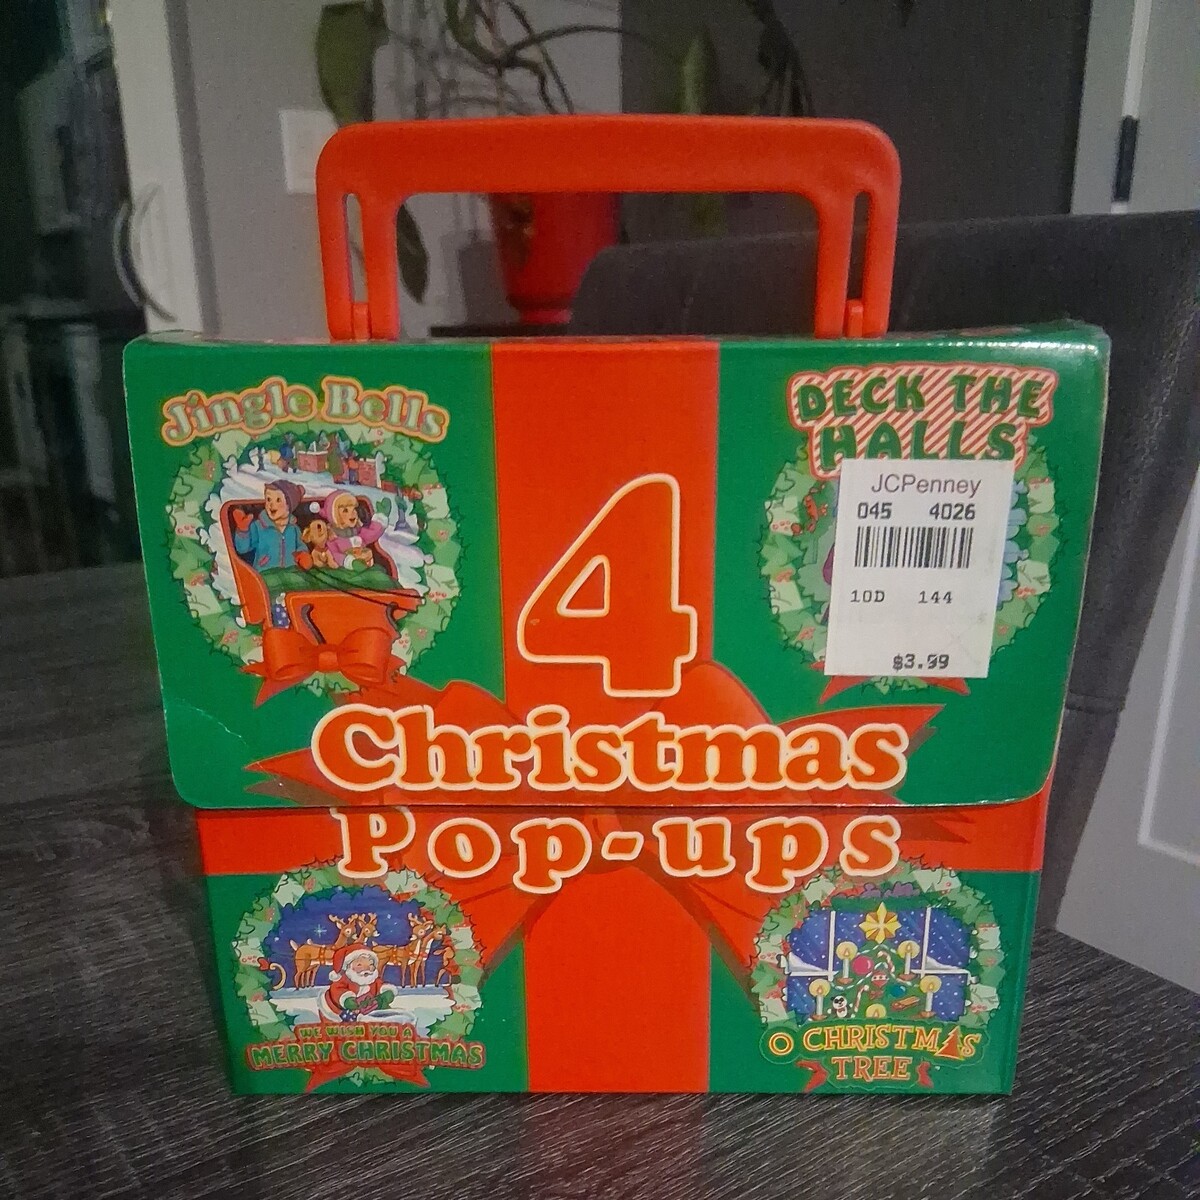 Jingle Bells
DECK THE
HALLS
JCPenney
045 4026
10D 144
$3.99
4
Christmas
Pop-ups
WE WISH YOU A
MERRY CHRISTMAS
O CHRISTMAS
TREE